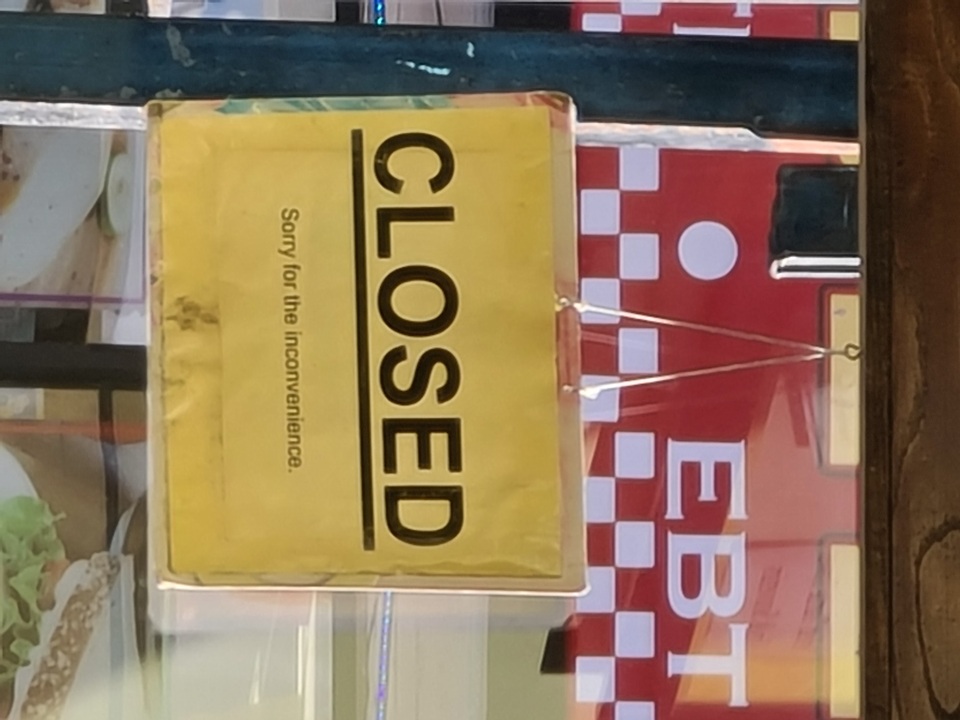 EBT
CLOSED
Sorry for the inconvenience.